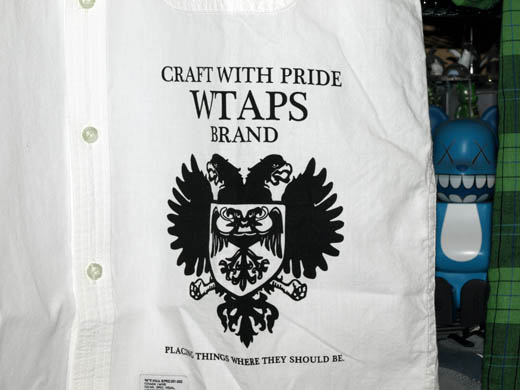 CRAFT WITH PRIDE
WTAPS
BRAND
PLACING THINGS WHERE THEY SHOULD BE.